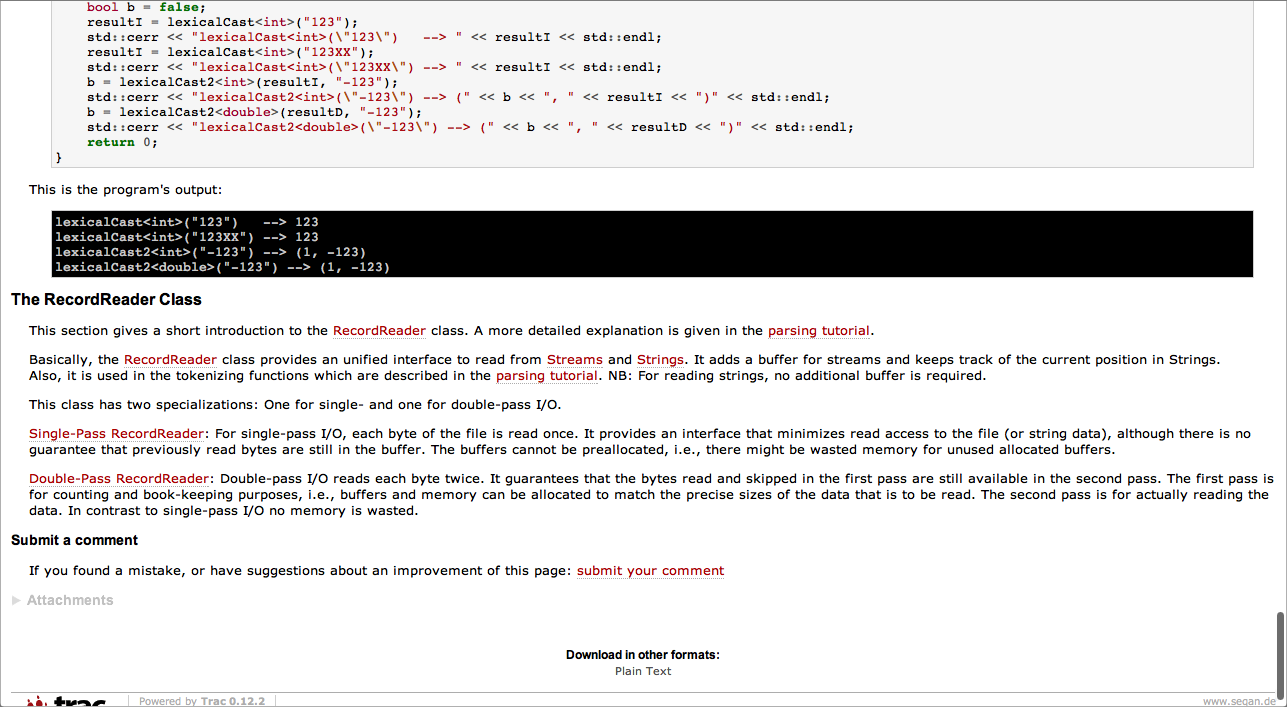 bool b = false;
resultI = lexicalCast<int>("123");
std::cerr << "lexicalCast<int>(\"123\")   --> " << resultI << std::endl;
resultI = lexicalCast<int>("123XX");
std::cerr << "lexicalCast<int>(\"123XX\") --> " << resultI << std::endl;
b = lexicalCast2<int>(resultI, "-123");
std::cerr << "lexicalCast2<int>(\"-123\") --> (" << b << ", " << resultI << ")" << std::endl;
b = lexicalCast2<double>(resultD, "-123");
std::cerr << "lexicalCast2<double>(\"-123\") --> (" << b << ", " << resultD << ")" << std::endl;
return 0;
}
This is the program's output:
lexicalCast<int>("123")   --> 123
lexicalCast<int>("123XX") --> 123
lexicalCast2<int>("-123") --> (1, -123)
lexicalCast2<double>("-123") --> (1, -123)
The RecordReader Class
This section gives a short introduction to the RecordReader class. A more detailed explanation is given in the parsing tutorial.
Basically, the RecordReader class provides an unified interface to read from Streams and Strings. It adds a buffer for streams and keeps track of the current position in Strings.
Also, it is used in the tokenizing functions which are described in the parsing tutorial. NB: For reading strings, no additional buffer is required.
This class has two specializations: One for single- and one for double-pass I/O.
Single-Pass RecordReader: For single-pass I/O, each byte of the file is read once. It provides an interface that minimizes read access to the file (or string data), although there is no
guarantee that previously read bytes are still in the buffer. The buffers cannot be preallocated, i.e., there might be wasted memory for unused allocated buffers.
Double-Pass RecordReader: Double-pass I/O reads each byte twice. It guarantees that the bytes read and skipped in the first pass are still available in the second pass. The first pass is
for counting and book-keeping purposes, i.e., buffers and memory can be allocated to match the precise sizes of the data that is to be read. The second pass is for actually reading the
data. In contrast to single-pass I/O no memory is wasted.
Submit a comment
If you found a mistake, or have suggestions about an improvement of this page: submit your comment
Attachments
Download in other formats:
Plain Text
trac Powered by Trac 0.12.2 www.seqan.de